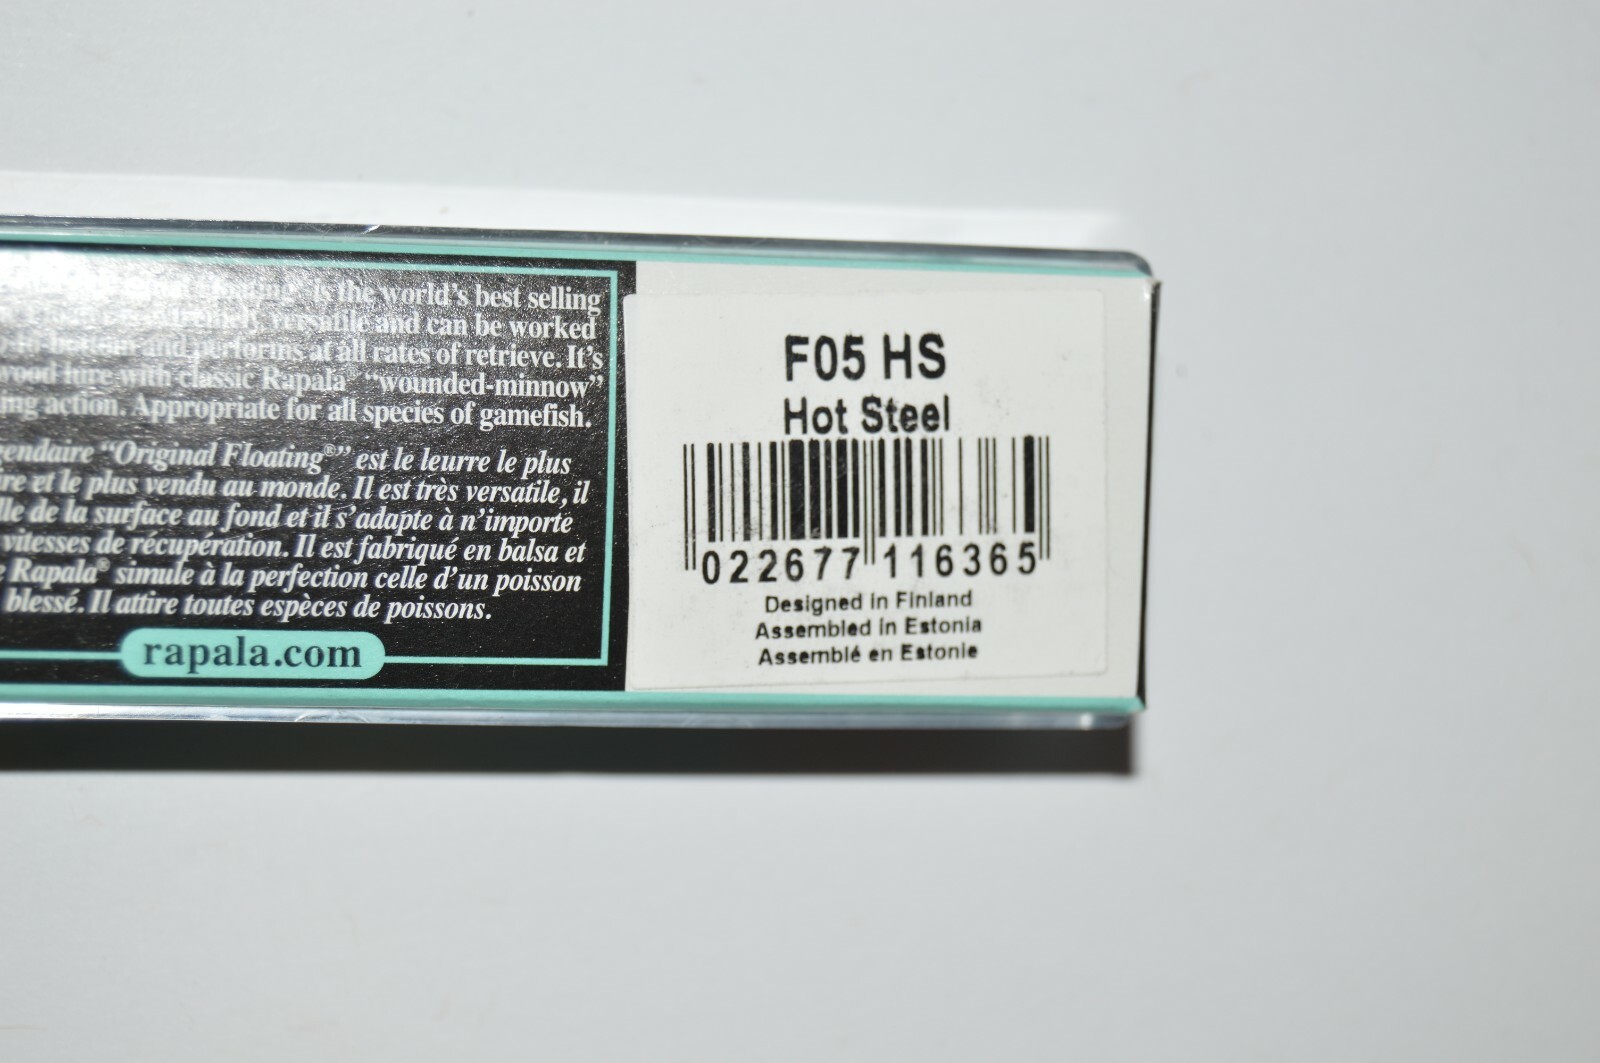 is the world's best selling
versatile and can be worked
and performs at all rates of retrieve. It's
wood lure with classic Rapala® "wounded-minnow"
ing action. Appropriate for all species of gamefish.
gendaire "Original Floating®" est le leurre le plus
ire et le plus vendu au monde. Il est très versatile, il
lle de la surface au fond et il s'adapte à n'importe
vitesses de récupération. Il est fabriqué en balsa et
e Rapala® simule à la perfection celle d'un poisson
blessé. Il attire toutes espèces de poissons.
rapala.com
F05 HS
Hot Steel
022677 116365
Designed in Finland
Assembled in Estonia
Assemblé en Estonie